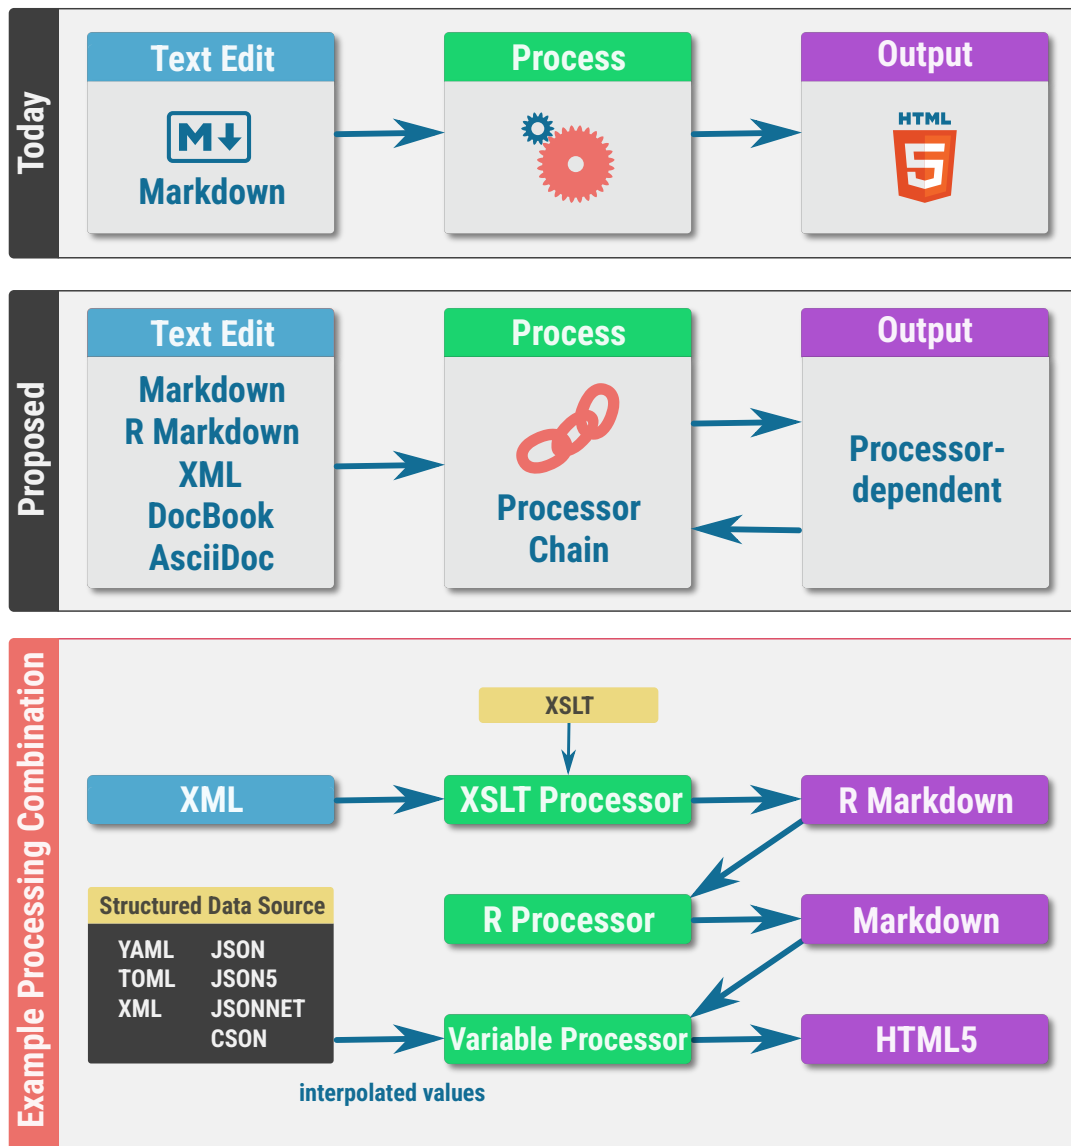 Today
Text Edit
Process
Output
M
HTML
5
Markdown
Proposed
Text Edit
Process
Output
Markdown
R Markdown
XML
DocBook
AsciiDoc
Processor
Chain
Processor-
dependent
Example Processing Combination
XSLT
XML
XSLT Processor
R Markdown
Structured Data Source
R Processor
Markdown
YAML JSON
TOML JSON5
XML JSONNET
CSON
Variable Processor
HTML5
interpolated values